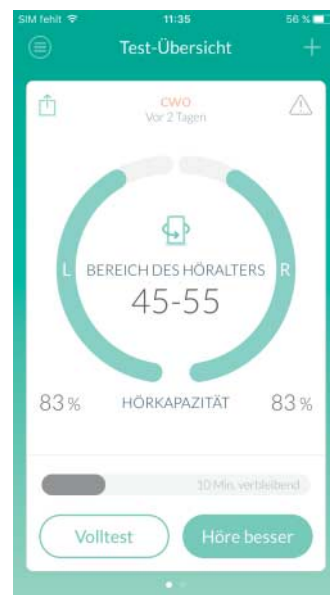 SIM fehlt 11:35 56 %
Test-Übersicht
CWO
Vor 2 Tagen
L
BEREICH DES HÖRALTERS
R
45-55
83 % HÖRKAPAZITÄT 83 %
10 Min. verbleibend
Volltest Höre besser